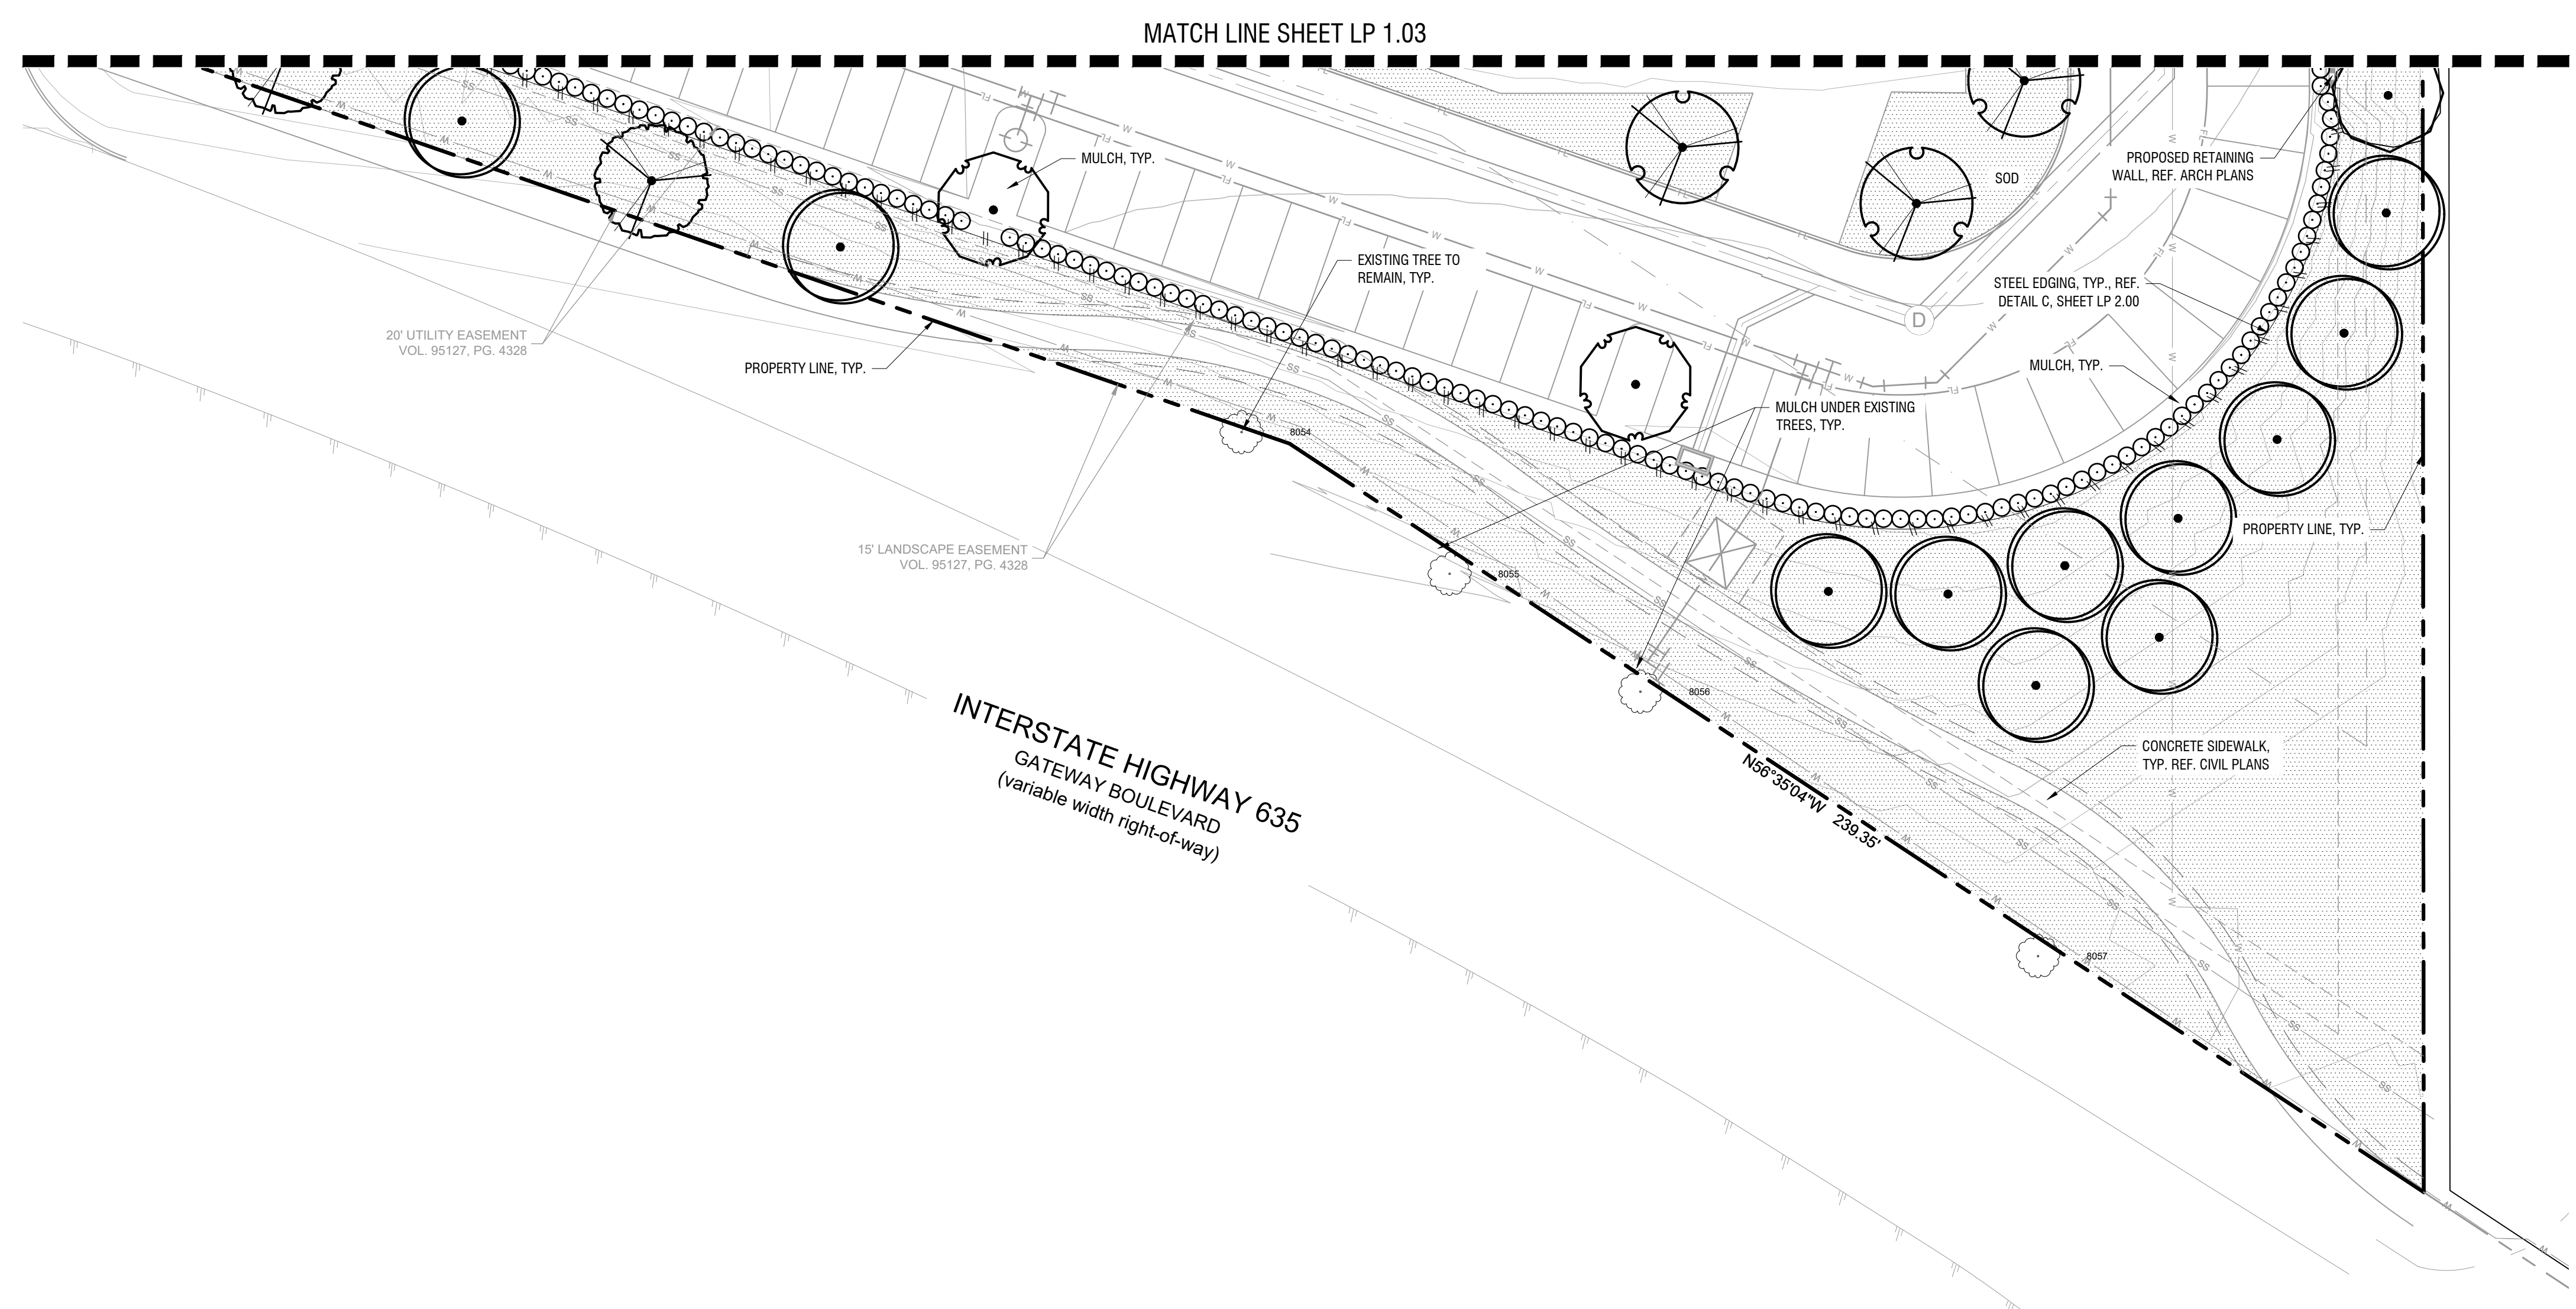 MATCH LINE SHEET LP 1.03
MULCH, TYP.
PROPOSED RETAINING
WALL, REF. ARCH PLANS
SOD
EXISTING TREE TO
REMAIN, TYP.
STEEL EDGING, TYP., REF.
DETAIL C, SHEET LP 2.00
D
20' UTILITY EASEMENT
VOL. 95127, PG. 4328
PROPERTY LINE, TYP.
MULCH, TYP.
MULCH UNDER EXISTING
TREES, TYP.
8054
PROPERTY LINE, TYP.
15' LANDSCAPE EASEMENT
VOL. 95127, PG. 4328
8055
8056
INTERSTATE HIGHWAY 635
GATEWAY BOULEVARD
(variable width right-of-way)
CONCRETE SIDEWALK,
TYP. REF. CIVIL PLANS
N56°35'04"W 239.35'
8057